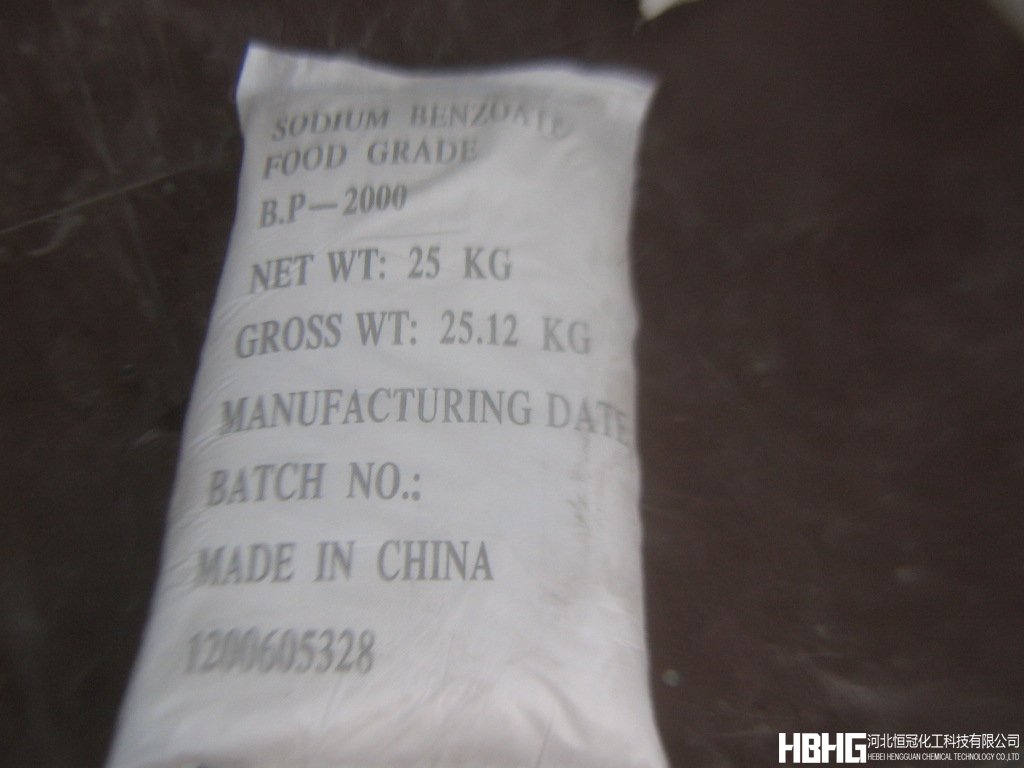 SODIUM BENZOATE
FOOD GRADE
B.P—2000
NET WT: 25 KG
GROSS WT: 25.12 KG
MANUFACTURING DATE
BATCH NO.:
MADE IN CHINA
1200605328
HBHG 河北恒冠化工科技有限公司
HEBEI HENGGUAN CHEMICAL TECHNOLOGY CO.,LTD